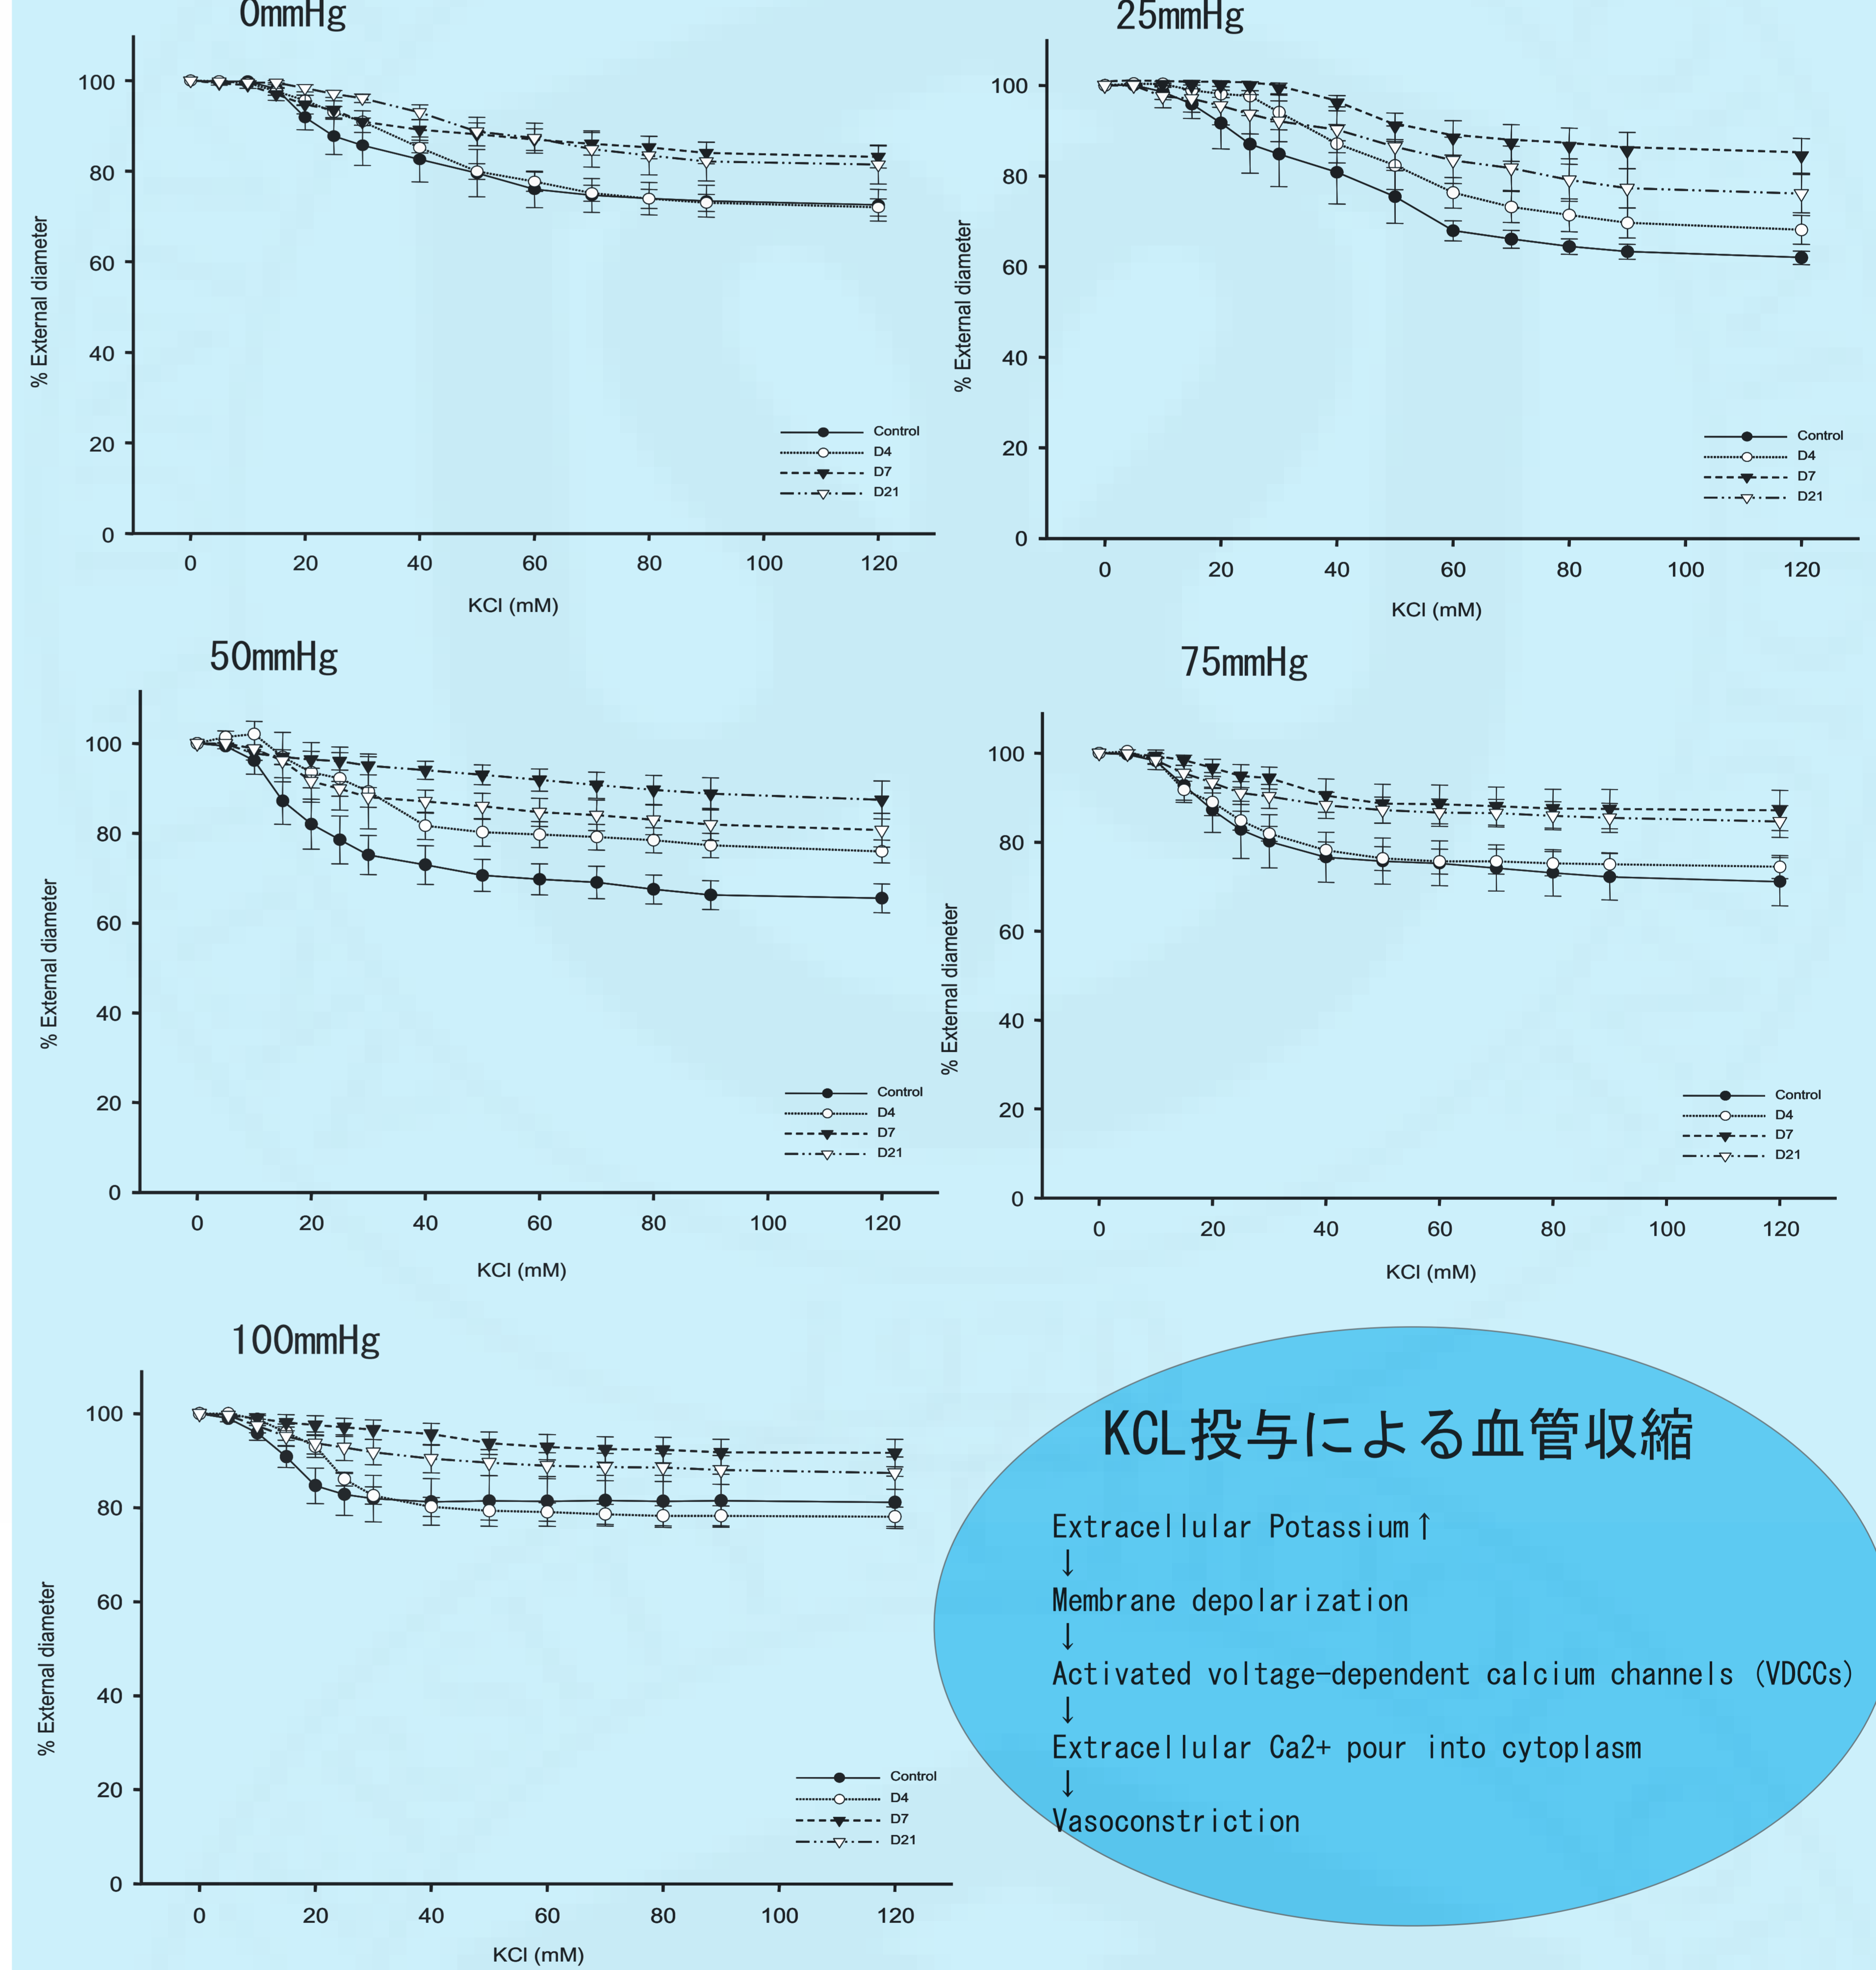 0mmHg
100
80
60
40
20
0
% External diameter
0 20 40 60 80 100 120
KCl (mM)
Control
D4
D7
D21
25mmHg
100
80
60
40
20
0
% External diameter
0 20 40 60 80 100 120
KCl (mM)
Control
D4
D7
D21
50mmHg
100
80
60
40
20
0
% External diameter
0 20 40 60 80 100 120
KCl (mM)
Control
D4
D7
D21
75mmHg
100
80
60
40
20
0
% External diameter
0 20 40 60 80 100 120
KCl (mM)
Control
D4
D7
D21
100mmHg
100
80
60
40
20
0
% External diameter
0 20 40 60 80 100 120
KCl (mM)
Control
D4
D7
D21
KCL投与による血管収縮
Extracellular Potassium↑
↓
Membrane depolarization
↓
Activated voltage-dependent calcium channels (VDCCs)
↓
Extracellular Ca2+ pour into cytoplasm
↓
Vasoconstriction